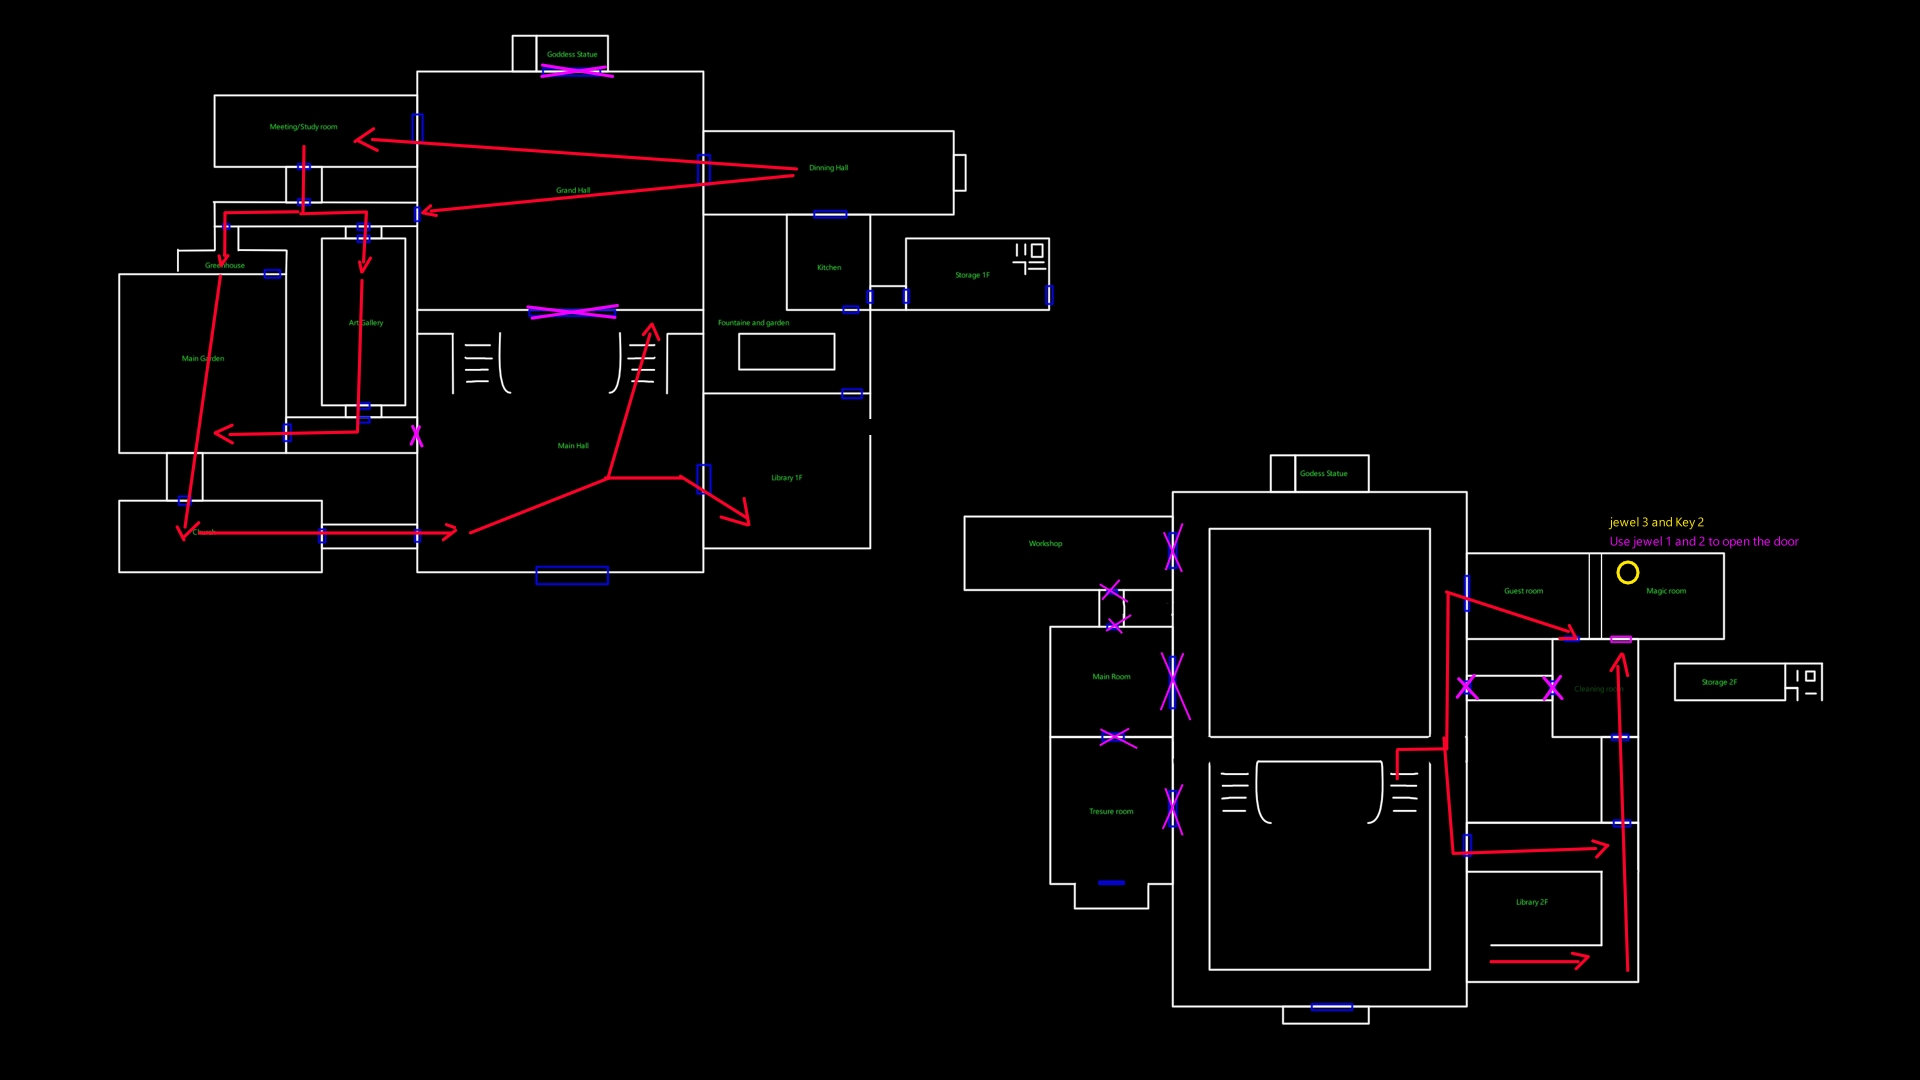 Goddess Statue
Meeting/Study room
Dinning Hall
Grand Hall
Greenhouse
Kitchen
Storage 1F
Art Gallery
Fountaine and garden
Main Garden
Main Hall
Library 1F
Church
Godess Statue
jewel 3 and Key 2
Use jewel 1 and 2 to open the door
Workshop
Guest room
Magic room
Main Room
Storage 2F
Cleaning room
Tresure room
Library 2F